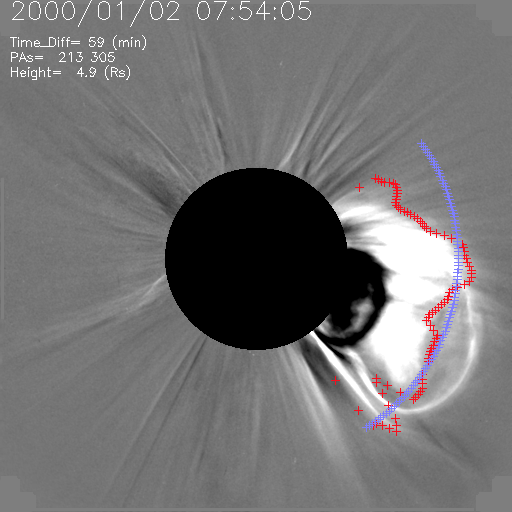 2000/01/02 07:54:05
Time_Diff= 59 (min)
PAs= 213 305
Height= 4.9 (Rs)